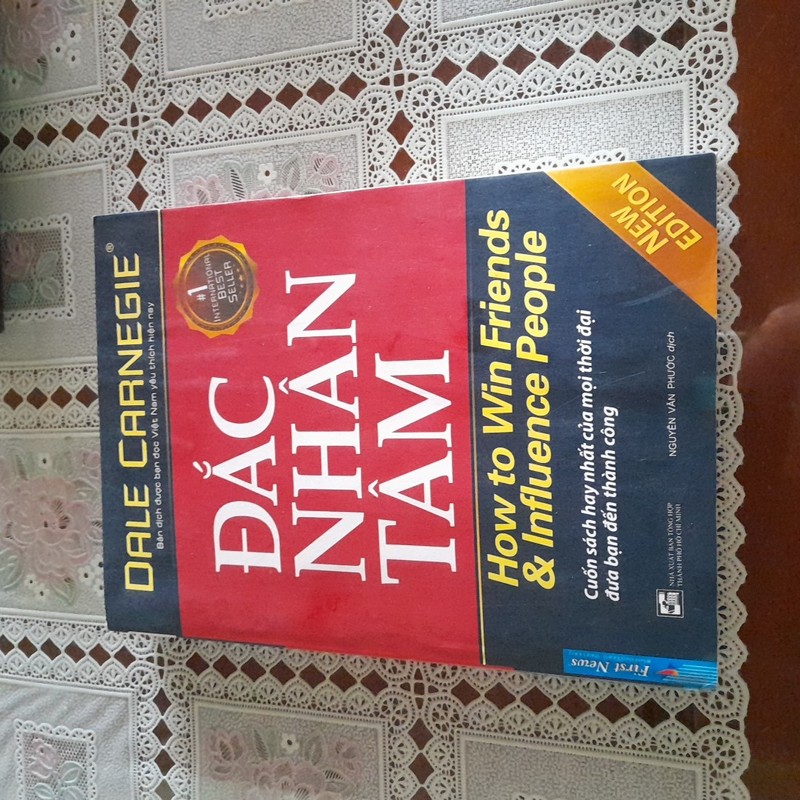 DALE CARNEGIE®
Bản dịch được bạn đọc Việt Nam yêu thích hiện nay
#1
INTERNATIONAL
BEST
SELLER
ĐẮC
NHÂN
TÂM
How to Win Friends
& Influence People
Cuốn sách hay nhất của mọi thời đại
đưa bạn đến thành công
NEW
EDITION
NGUYỄN VĂN PHƯỚC dịch
NHÀ XUẤT BẢN TỔNG HỢP
THÀNH PHỐ HỒ CHÍ MINH
First News